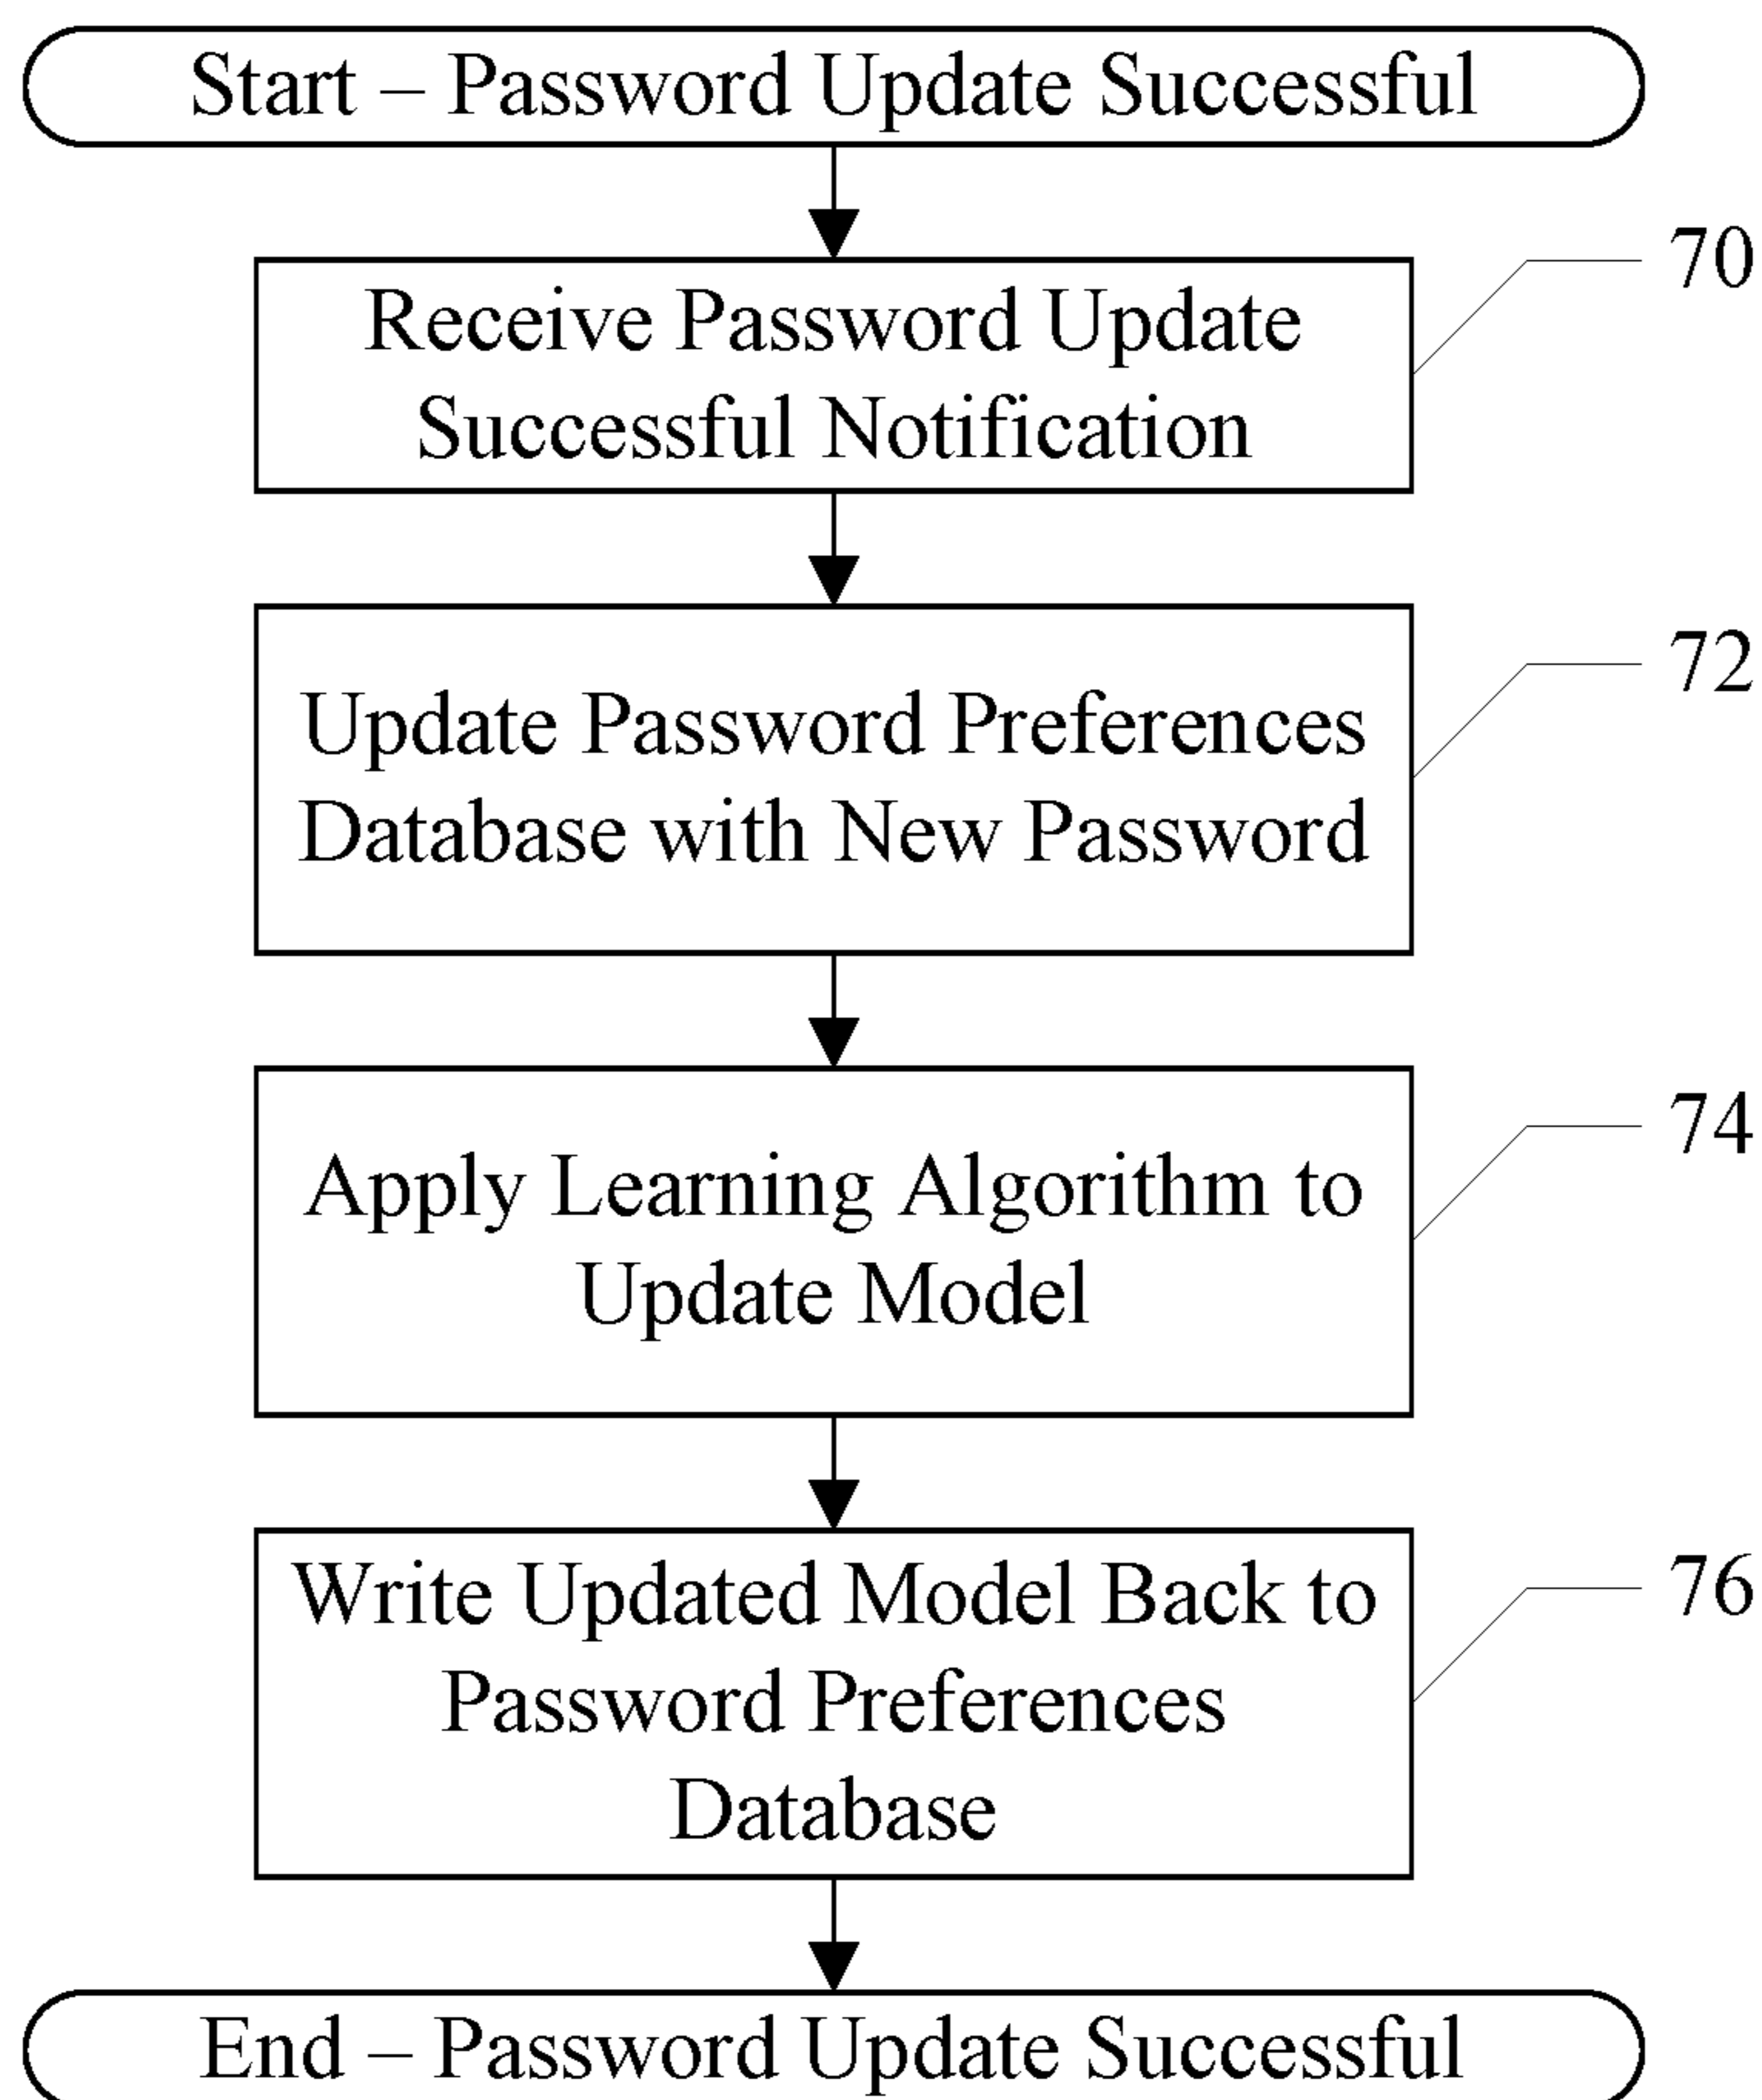 Start – Password Update Successful
70
Receive Password Update
Successful Notification
72
Update Password Preferences
Database with New Password
74
Apply Learning Algorithm to
Update Model
76
Write Updated Model Back to
Password Preferences
Database
End – Password Update Successful